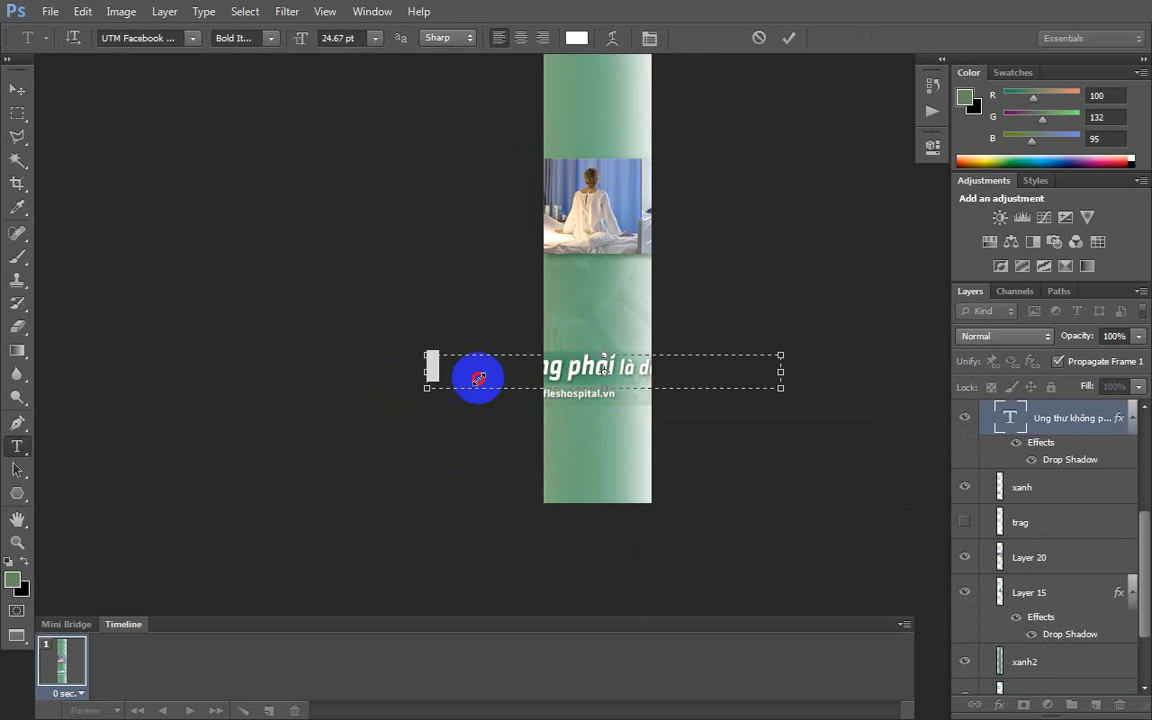 Ps File Edit Image Layer Type Select Filter View Window Help
T UTM Facebook ... Bold It... 24.67 pt aa Sharp Essentials
Color Swatches
R 100
G 132
B 95
Adjustments Styles
Add an adjustment
Layers Channels Paths
Kind
Normal Opacity: 100%
Unify: Propagate Frame 1
Lock: Fill: 100%
T Ung thư không p... fx
Effects
Drop Shadow
xanh
trag
Layer 20
Layer 15 fx
Effects
Drop Shadow
xanh2
ng phải là d
fleshospital.vn
Mini Bridge Timeline
1
0 sec.
Forever